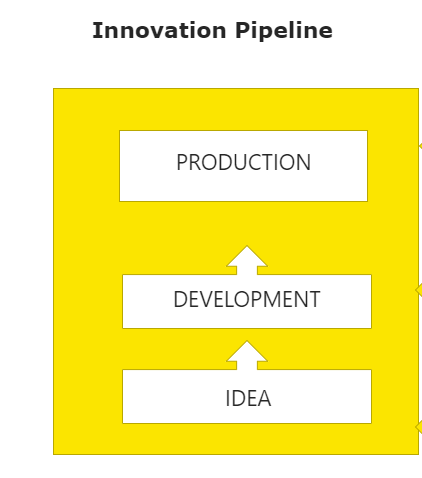 Innovation Pipeline
PRODUCTION
DEVELOPMENT
IDEA